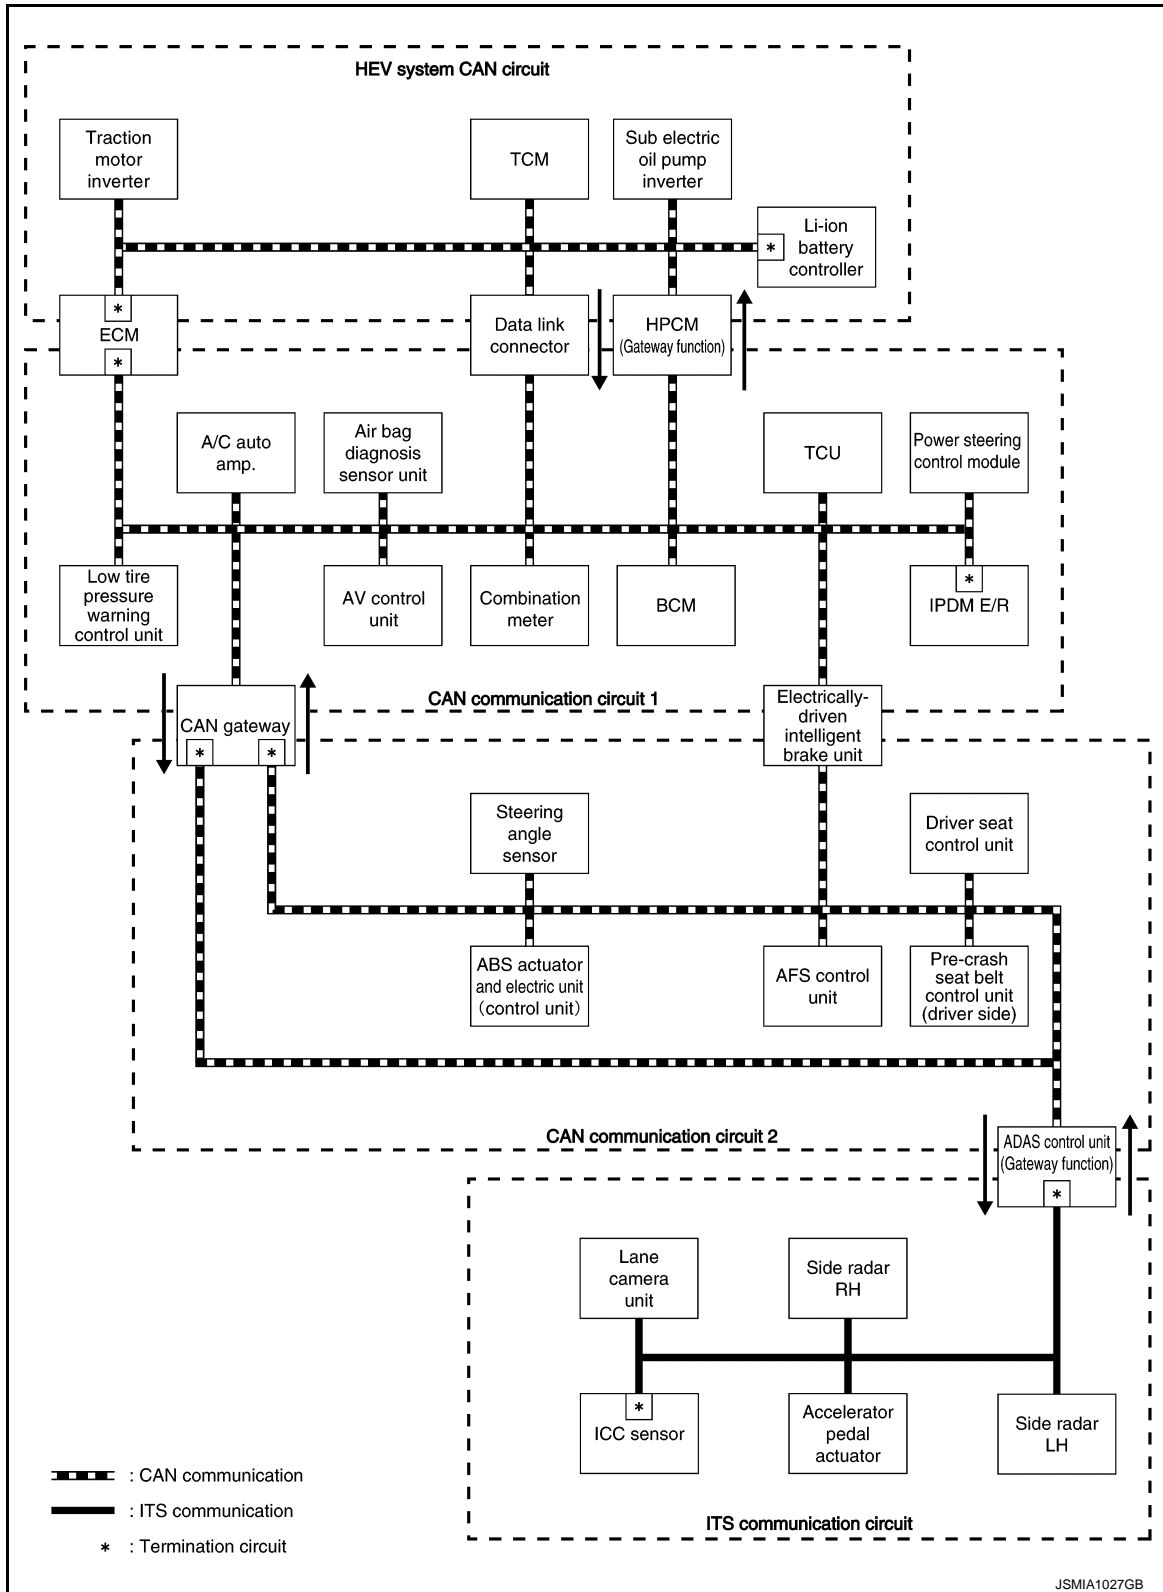 HEV system CAN circuit
Traction
motor
inverter
TCM
Sub electric
oil pump
inverter
*
Li-ion
battery
controller
*
ECM
*
Data link
connector
HPCM
(Gateway function)
A/C auto
amp.
Air bag
diagnosis
sensor unit
TCU
Power steering
control module
Low tire
pressure
warning
control unit
AV control
unit
Combination
meter
BCM
*
IPDM E/R
CAN communication circuit 1
CAN gateway
* *
Electrically-
driven
intelligent
brake unit
Steering
angle
sensor
Driver seat
control unit
ABS actuator
and electric unit
(control unit)
AFS control
unit
Pre-crash
seat belt
control unit
(driver side)
CAN communication circuit 2
ADAS control unit
(Gateway function)
*
Lane
camera
unit
Side radar
RH
*
ICC sensor
Accelerator
pedal
actuator
Side radar
LH
ITS communication circuit
: CAN communication
: ITS communication
* : Termination circuit
JSMIA1027GB